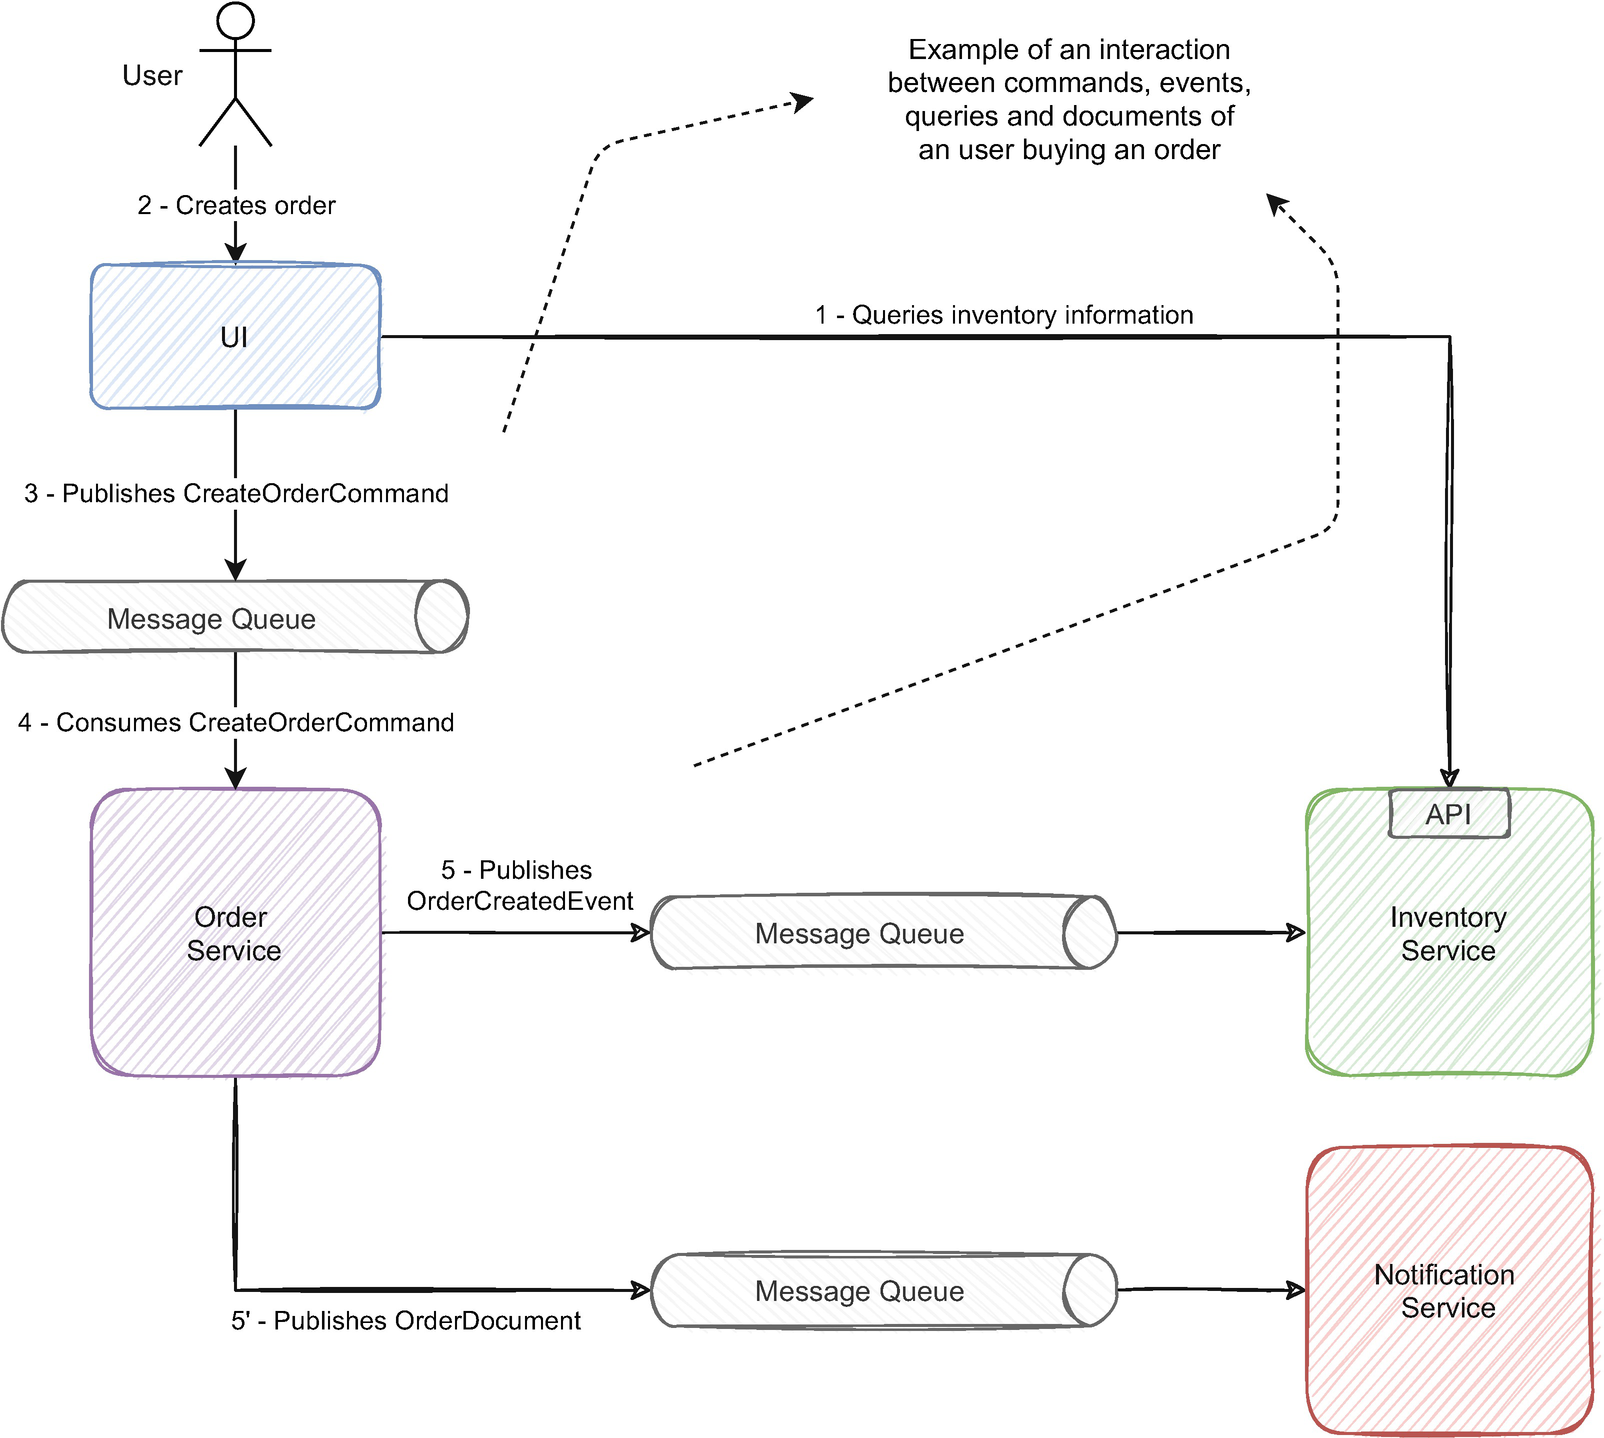 User
Example of an interaction
between commands, events,
queries and documents of
an user buying an order
2 - Creates order
UI
1 - Queries inventory information
3 - Publishes CreateOrderCommand
Message Queue
4 - Consumes CreateOrderCommand
Order
Service
5 - Publishes
OrderCreatedEvent
Message Queue
API
Inventory
Service
5' - Publishes OrderDocument
Message Queue
Notification
Service